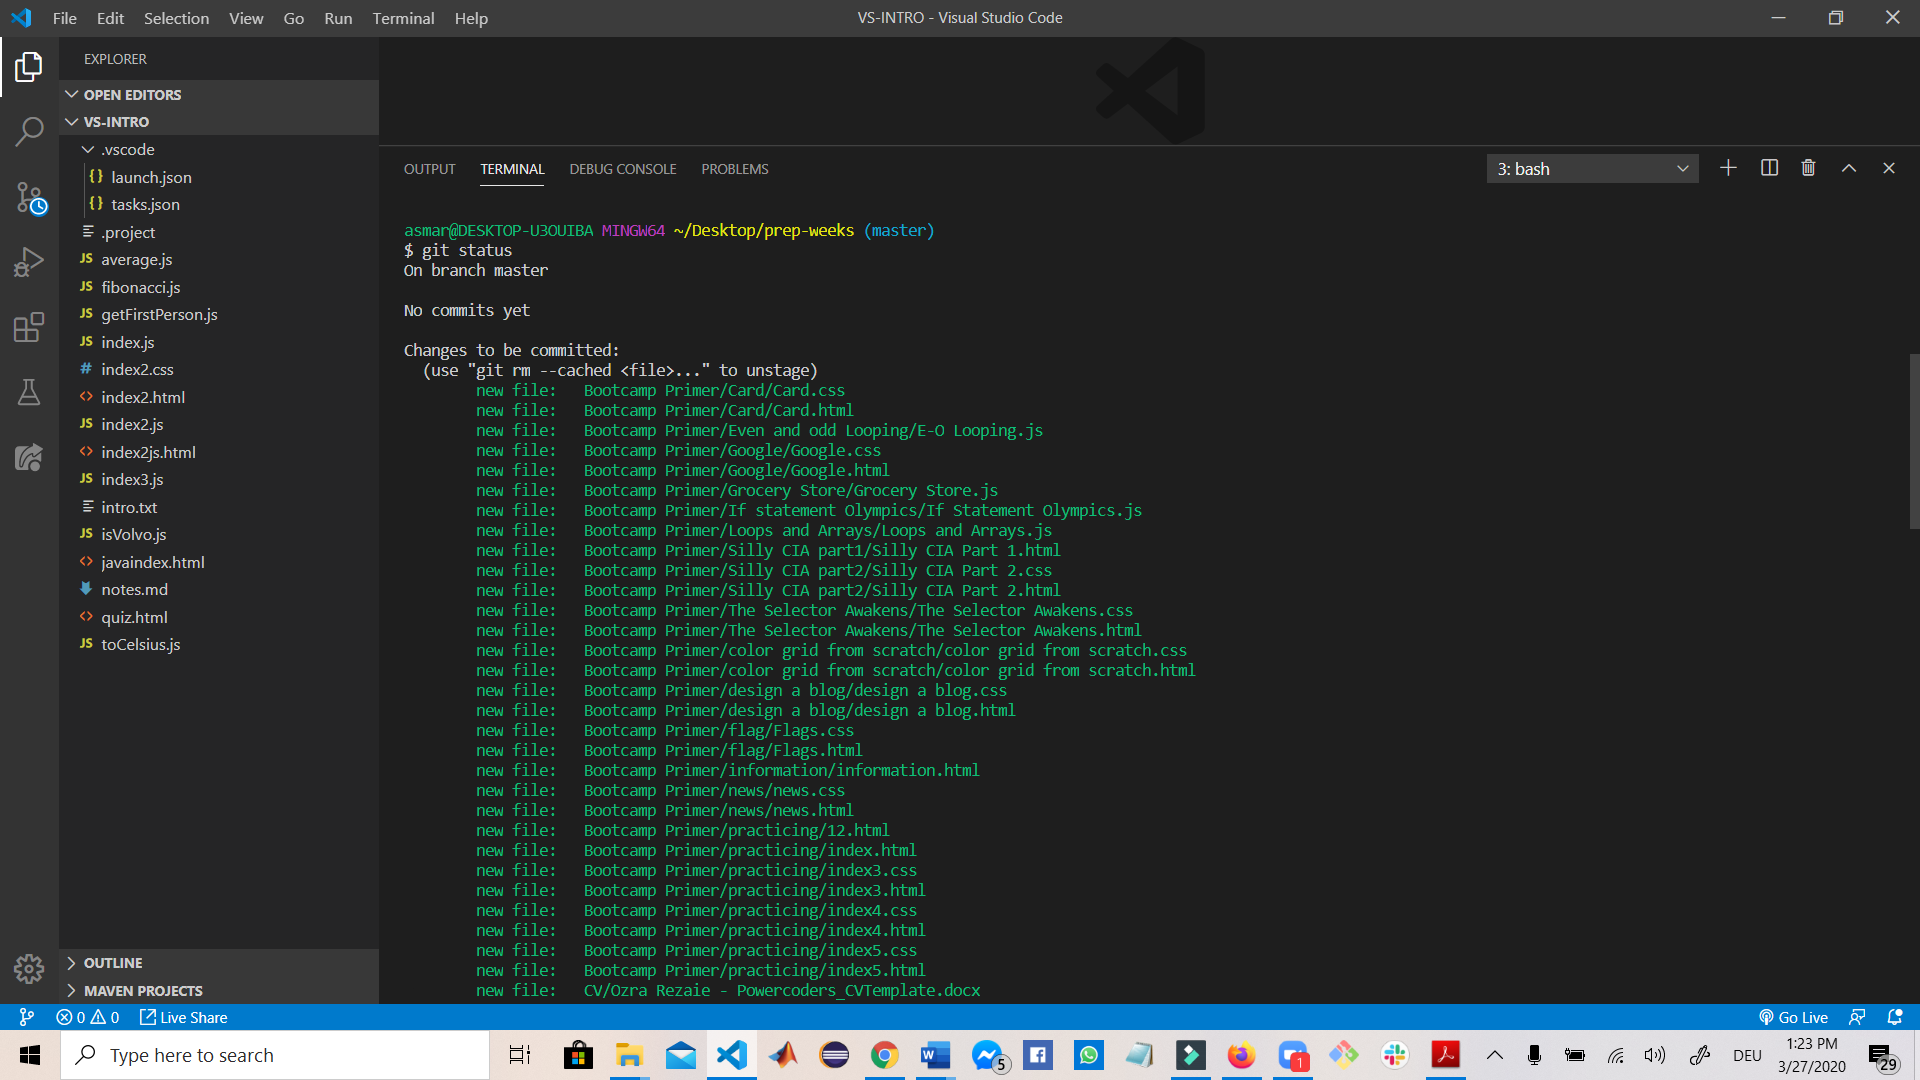 File Edit Selection View Go Run Terminal Help
VS-INTRO - Visual Studio Code
EXPLORER
OPEN EDITORS
VS-INTRO
.vscode
{} launch.json
{} tasks.json
.project
JS average.js
JS fibonacci.js
JS getFirstPerson.js
JS index.js
# index2.css
<> index2.html
JS index2.js
<> index2js.html
JS index3.js
intro.txt
JS isVolvo.js
<> javaindex.html
notes.md
<> quiz.html
JS toCelsius.js
OUTLINE
MAVEN PROJECTS
OUTPUT TERMINAL DEBUG CONSOLE PROBLEMS
3: bash
asmar@DESKTOP-U3OUIBA MINGW64 ~/Desktop/prep-weeks (master)
$ git status
On branch master
No commits yet
Changes to be committed:
(use "git rm --cached <file>..." to unstage)
new file: Bootcamp Primer/Card/Card.css
new file: Bootcamp Primer/Card/Card.html
new file: Bootcamp Primer/Even and odd Looping/E-O Looping.js
new file: Bootcamp Primer/Google/Google.css
new file: Bootcamp Primer/Google/Google.html
new file: Bootcamp Primer/Grocery Store/Grocery Store.js
new file: Bootcamp Primer/If statement Olympics/If Statement Olympics.js
new file: Bootcamp Primer/Loops and Arrays/Loops and Arrays.js
new file: Bootcamp Primer/Silly CIA part1/Silly CIA Part 1.html
new file: Bootcamp Primer/Silly CIA part2/Silly CIA Part 2.css
new file: Bootcamp Primer/Silly CIA part2/Silly CIA Part 2.html
new file: Bootcamp Primer/The Selector Awakens/The Selector Awakens.css
new file: Bootcamp Primer/The Selector Awakens/The Selector Awakens.html
new file: Bootcamp Primer/color grid from scratch/color grid from scratch.css
new file: Bootcamp Primer/color grid from scratch/color grid from scratch.html
new file: Bootcamp Primer/design a blog/design a blog.css
new file: Bootcamp Primer/design a blog/design a blog.html
new file: Bootcamp Primer/flag/Flags.css
new file: Bootcamp Primer/flag/Flags.html
new file: Bootcamp Primer/information/information.html
new file: Bootcamp Primer/news/news.css
new file: Bootcamp Primer/news/news.html
new file: Bootcamp Primer/practicing/12.html
new file: Bootcamp Primer/practicing/index.html
new file: Bootcamp Primer/practicing/index3.css
new file: Bootcamp Primer/practicing/index3.html
new file: Bootcamp Primer/practicing/index4.css
new file: Bootcamp Primer/practicing/index4.html
new file: Bootcamp Primer/practicing/index5.css
new file: Bootcamp Primer/practicing/index5.html
new file: CV/Ozra Rezaie - Powercoders_CVTemplate.docx
0 0 Live Share
Go Live
Type here to search
5
1
DEU
1:23 PM
3/27/2020
29